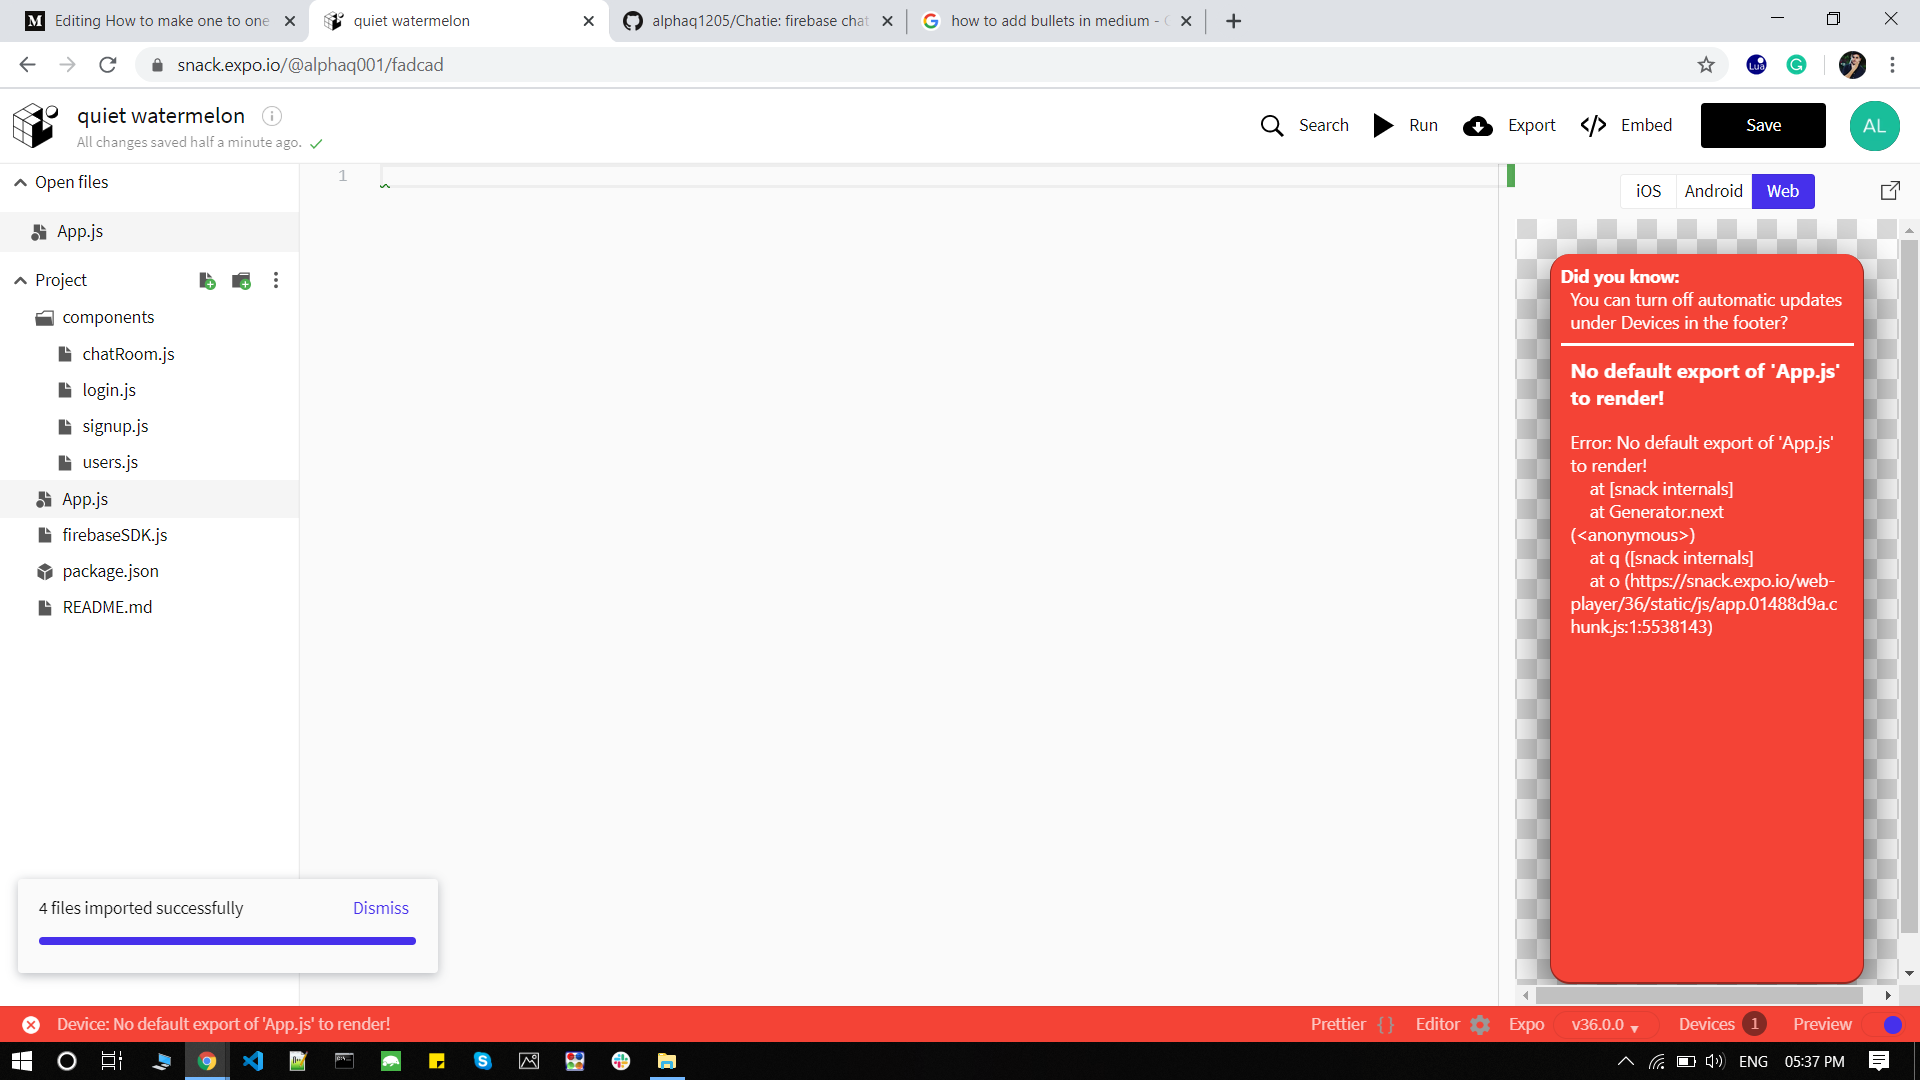 Editing How to make one to one
quiet watermelon
alphaq1205/Chatie: firebase chat
how to add bullets in medium -
snack.expo.io/@alphaq001/fadcad
Lua
quiet watermelon
All changes saved half a minute ago.
Search
Run
Export
Embed
Save
AL
Open files
App.js
Project
components
chatRoom.js
login.js
signup.js
users.js
App.js
firebaseSDK.js
package.json
README.md
1
iOS
Android
Web
Did you know:
You can turn off automatic updates
under Devices in the footer?
No default export of 'App.js'
to render!
Error: No default export of 'App.js'
to render!
at [snack internals]
at Generator.next
(<anonymous>)
at q ([snack internals]
at o (https://snack.expo.io/web-
player/36/static/js/app.01488d9a.c
hunk.js:1:5538143)
4 files imported successfully
Dismiss
Device: No default export of 'App.js' to render!
Prettier { }
Editor
Expo
v36.0.0
Devices 1
Preview
ENG
05:37 PM